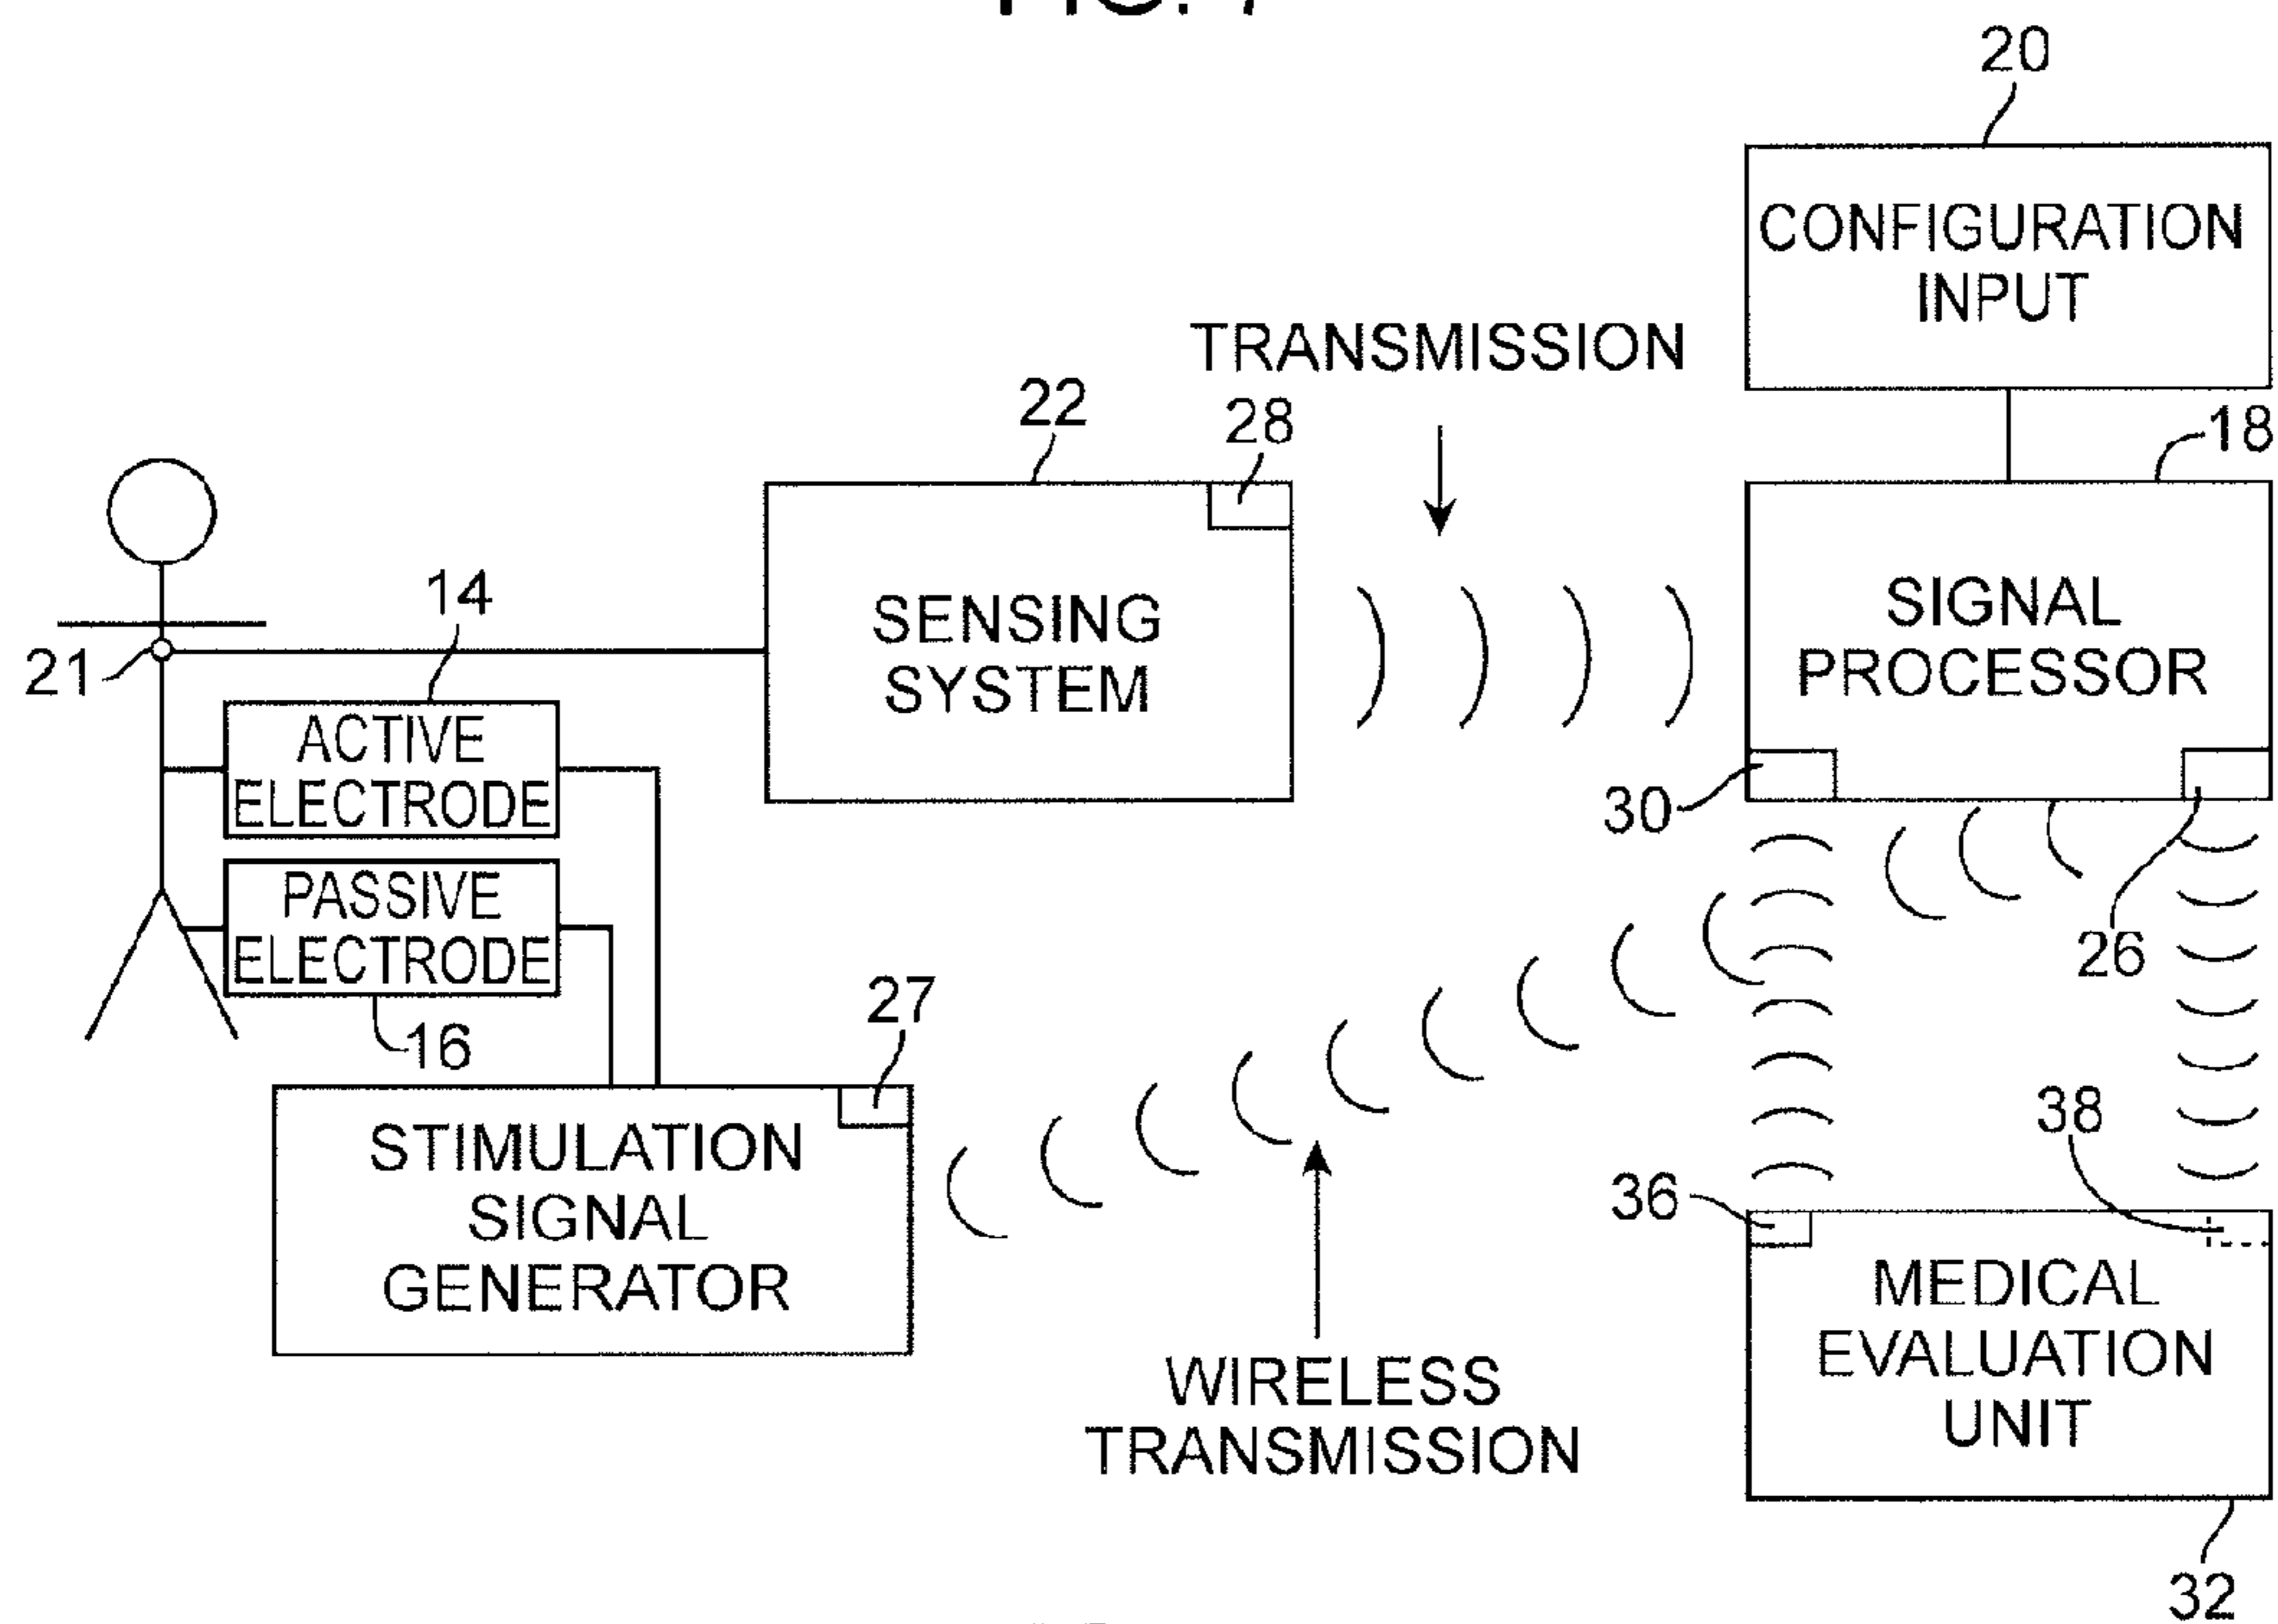 20
CONFIGURATION
INPUT
TRANSMISSION
22
28
18
14
SENSING
SYSTEM
SIGNAL
PROCESSOR
21
ACTIVE
ELECTRODE
30
26
PASSIVE
ELECTRODE
16
27
38
STIMULATION
SIGNAL
GENERATOR
36
MEDICAL
EVALUATION
UNIT
WIRELESS
TRANSMISSION
32